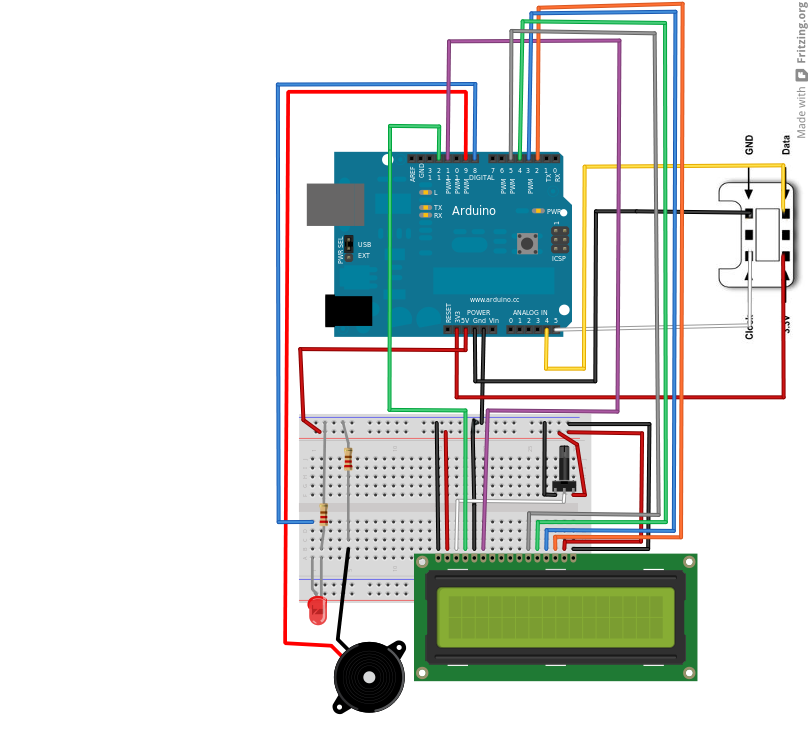 Made with Fritzing.org
GND
Data
AREF
GND
13
12
PWM 11
PWM 10
PWM 9
8
7
PWM 6
PWM 5
4
PWM 3
2
TX 1
RX 0
DIGITAL
L
TX
RX
Arduino
PWR
PWR SEL
USB
EXT
1
ICSP
www.arduino.cc
RESET
3V3
5V
POWER
Gnd
Vin
ANALOG IN
0 1 2 3 4 5
Clock
3.3V